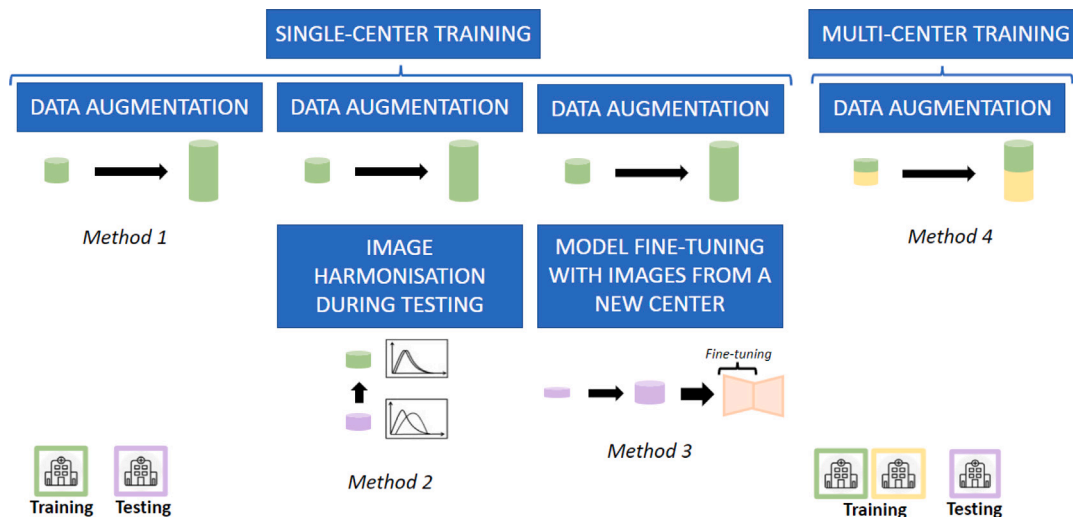 SINGLE-CENTER TRAINING
MULTI-CENTER TRAINING
DATA AUGMENTATION
DATA AUGMENTATION
DATA AUGMENTATION
DATA AUGMENTATION
Method 1
Method 4
IMAGE
HARMONISATION
DURING TESTING
MODEL FINE-TUNING
WITH IMAGES FROM A
NEW CENTER
Fine-tuning
Method 2
Method 3
Training
Testing
Training
Testing